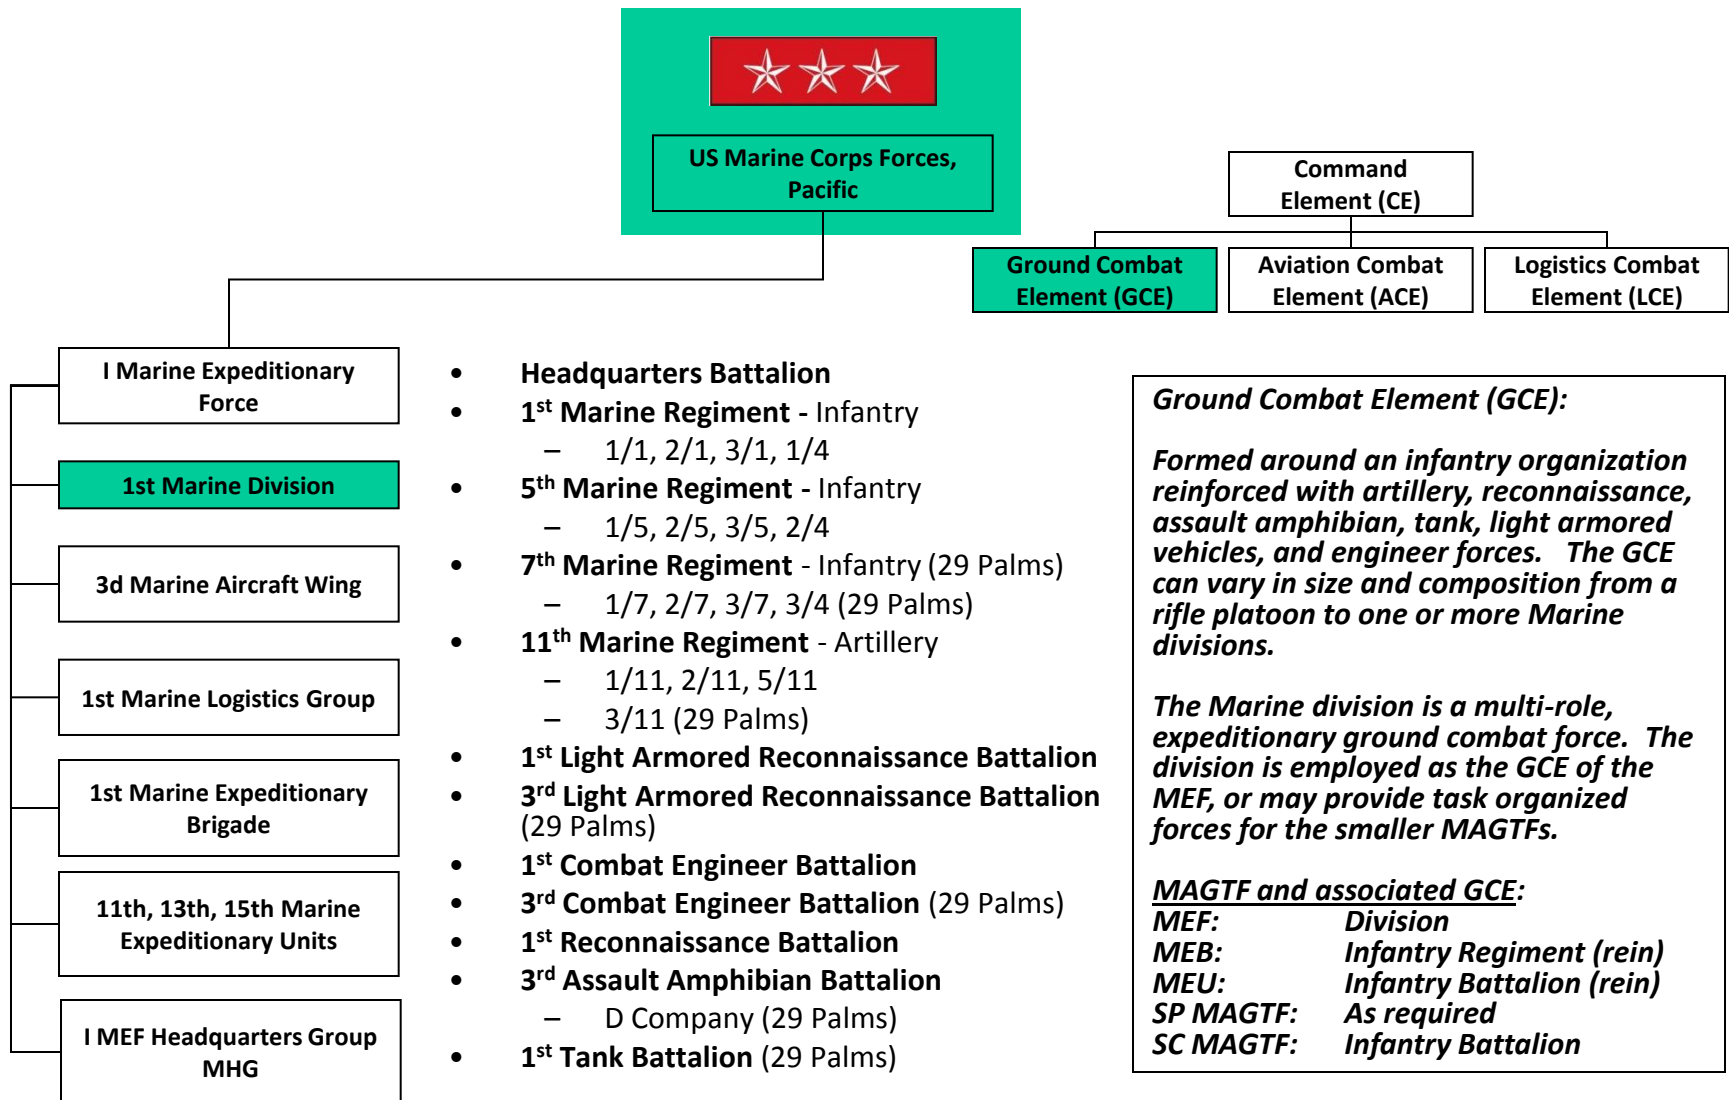 US Marine Corps Forces,
Pacific
Command
Element (CE)
Ground Combat
Element (GCE)
Aviation Combat
Element (ACE)
Logistics Combat
Element (LCE)
I Marine Expeditionary
Force
1st Marine Division
3d Marine Aircraft Wing
1st Marine Logistics Group
1st Marine Expeditionary
Brigade
11th, 13th, 15th Marine
Expeditionary Units
I MEF Headquarters Group
MHG
• Headquarters Battalion
• 1st Marine Regiment - Infantry
– 1/1, 2/1, 3/1, 1/4
• 5th Marine Regiment - Infantry
– 1/5, 2/5, 3/5, 2/4
• 7th Marine Regiment - Infantry (29 Palms)
– 1/7, 2/7, 3/7, 3/4 (29 Palms)
• 11th Marine Regiment - Artillery
– 1/11, 2/11, 5/11
– 3/11 (29 Palms)
• 1st Light Armored Reconnaissance Battalion
• 3rd Light Armored Reconnaissance Battalion
(29 Palms)
• 1st Combat Engineer Battalion
• 3rd Combat Engineer Battalion (29 Palms)
• 1st Reconnaissance Battalion
• 3rd Assault Amphibian Battalion
– D Company (29 Palms)
• 1st Tank Battalion (29 Palms)
Ground Combat Element (GCE):
Formed around an infantry organization
reinforced with artillery, reconnaissance,
assault amphibian, tank, light armored
vehicles, and engineer forces. The GCE
can vary in size and composition from a
rifle platoon to one or more Marine
divisions.
The Marine division is a multi-role,
expeditionary ground combat force. The
division is employed as the GCE of the
MEF, or may provide task organized
forces for the smaller MAGTFs.
MAGTF and associated GCE:
MEF: Division
MEB: Infantry Regiment (rein)
MEU: Infantry Battalion (rein)
SP MAGTF: As required
SC MAGTF: Infantry Battalion